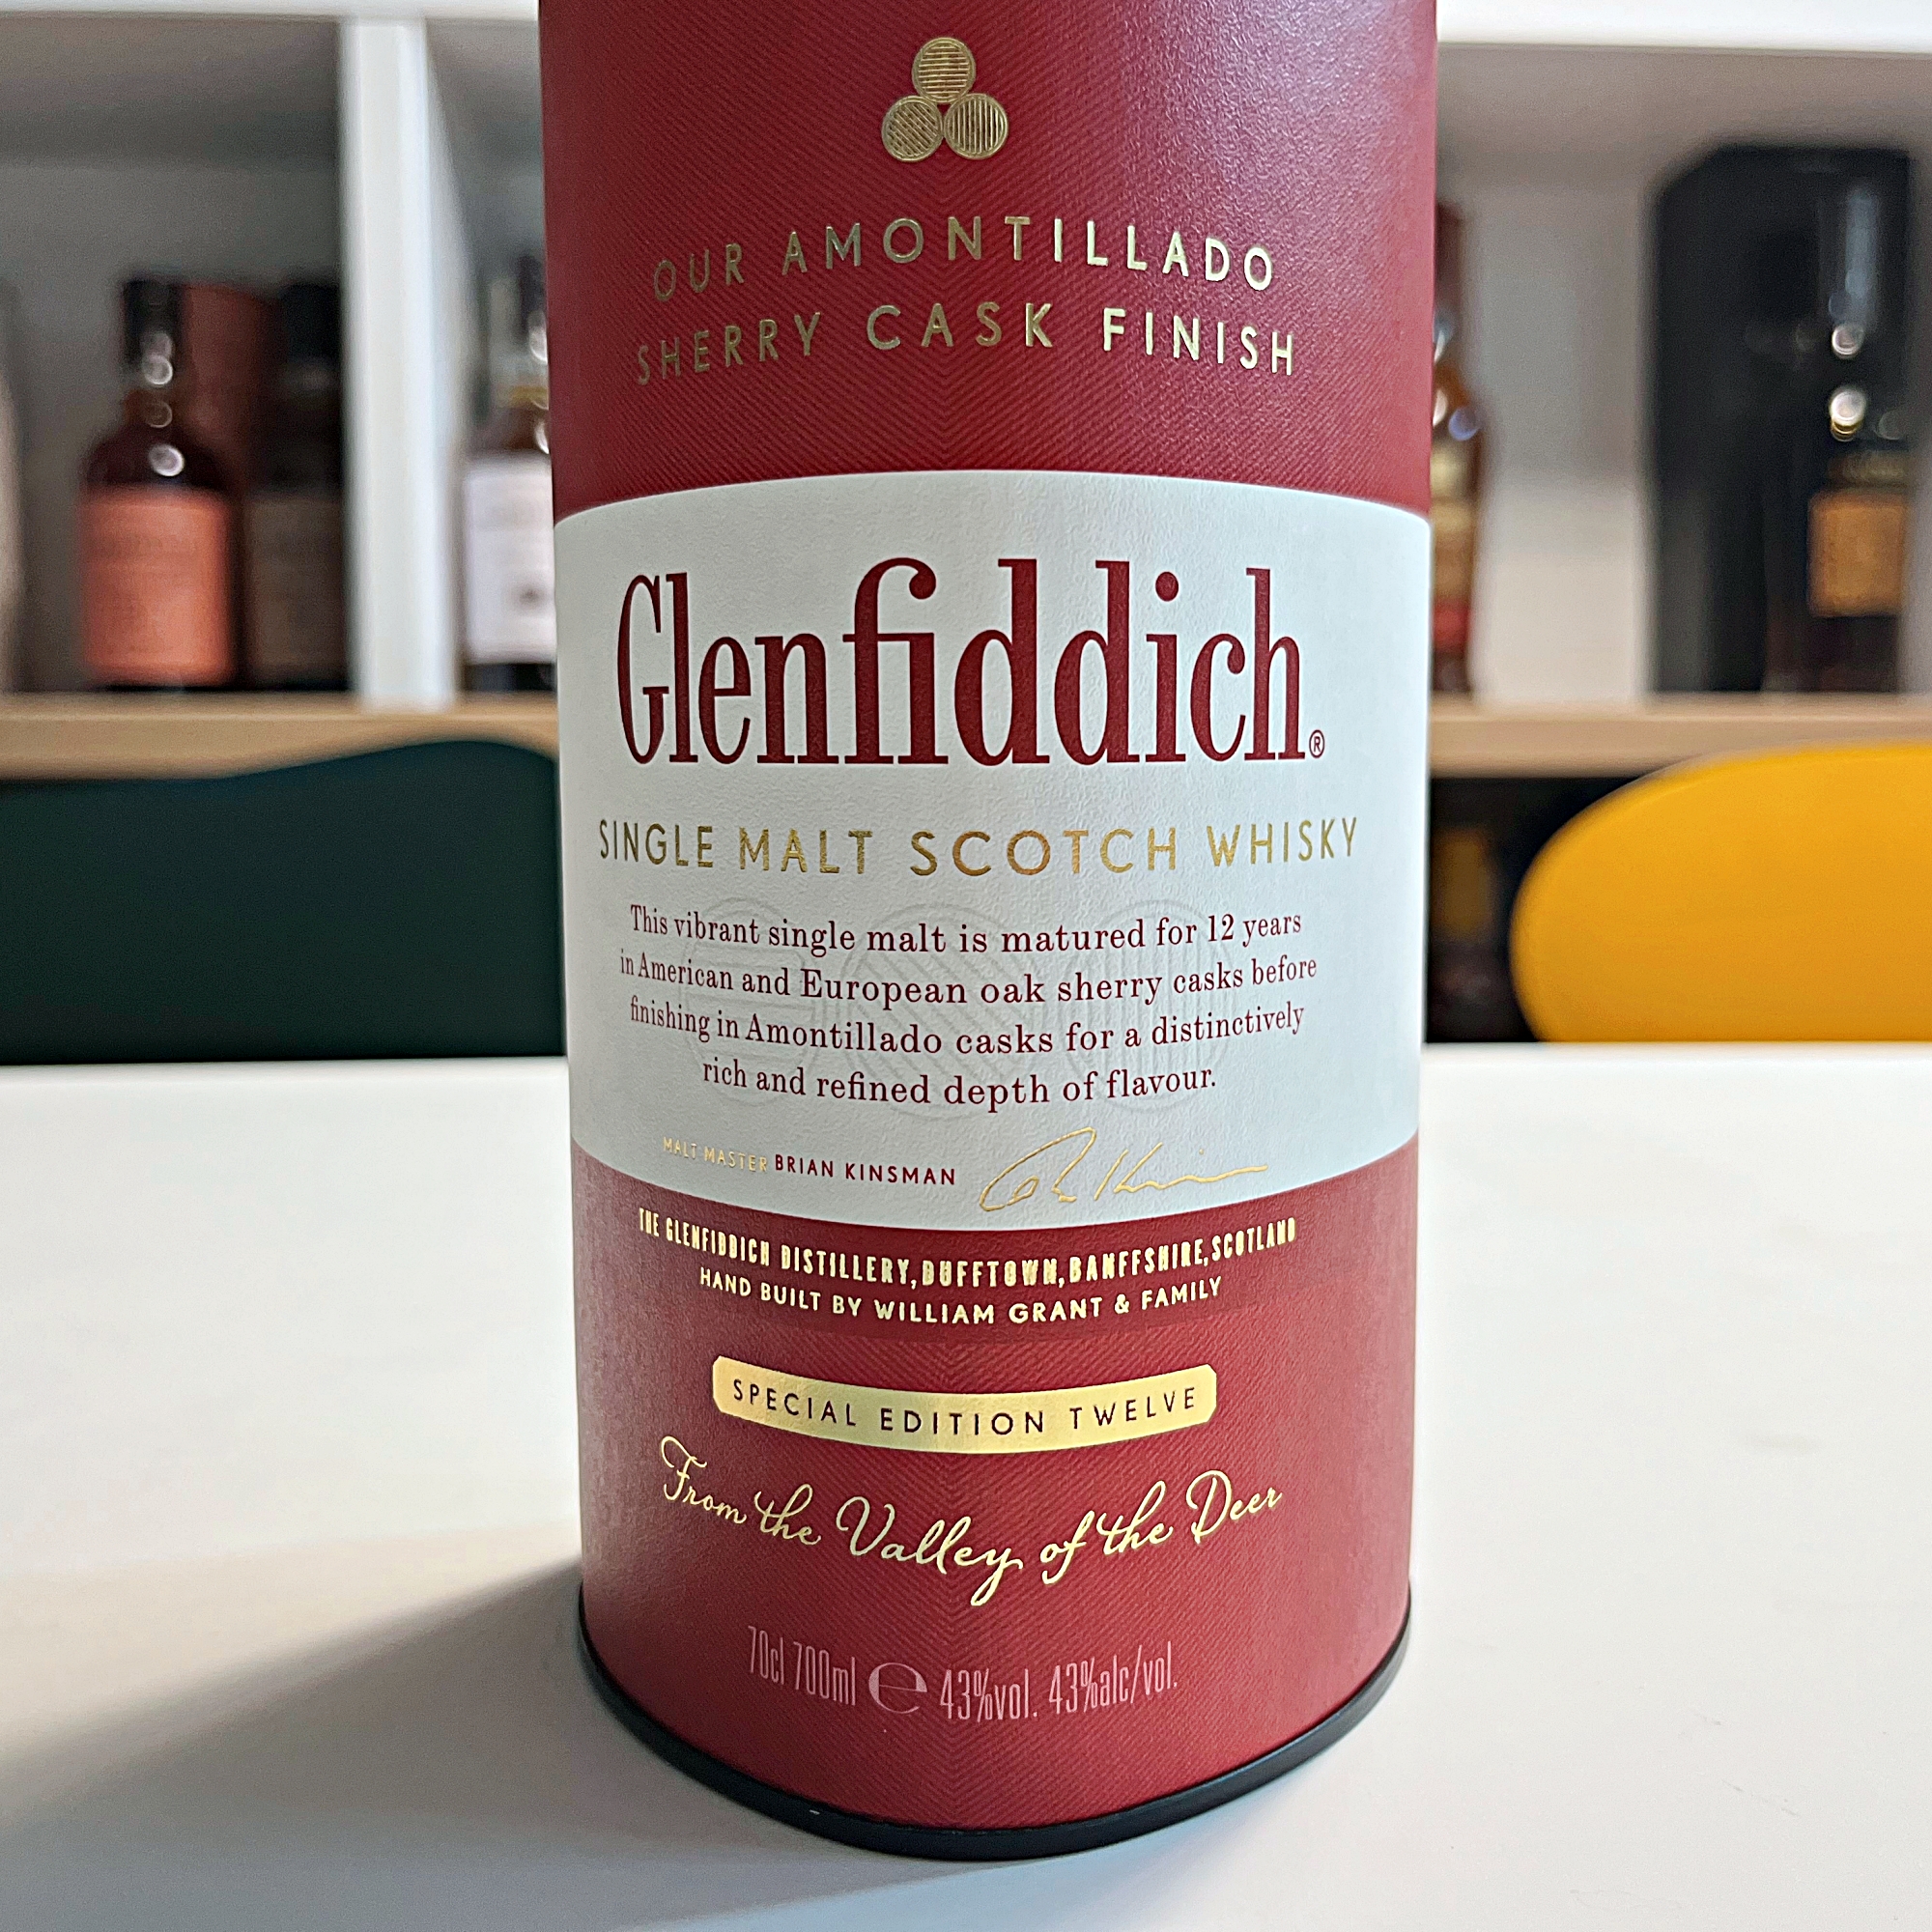 OUR AMONTILLADO
SHERRY CASK FINISH
Glenfiddich®
SINGLE MALT SCOTCH WHISKY
This vibrant single malt is matured for 12 years
in American and European oak sherry casks before
finishing in Amontillado casks for a distinctively
rich and refined depth of flavour.
MALT MASTER BRIAN KINSMAN
THE GLENFIDDICH DISTILLERY, DUFFTOWN, BANFFSHIRE, SCOTLAND
HAND BUILT BY WILLIAM GRANT & FAMILY
SPECIAL EDITION TWELVE
From the Valley of the Deer
70cl 700ml ℮ 43%vol. 43%alc/vol.